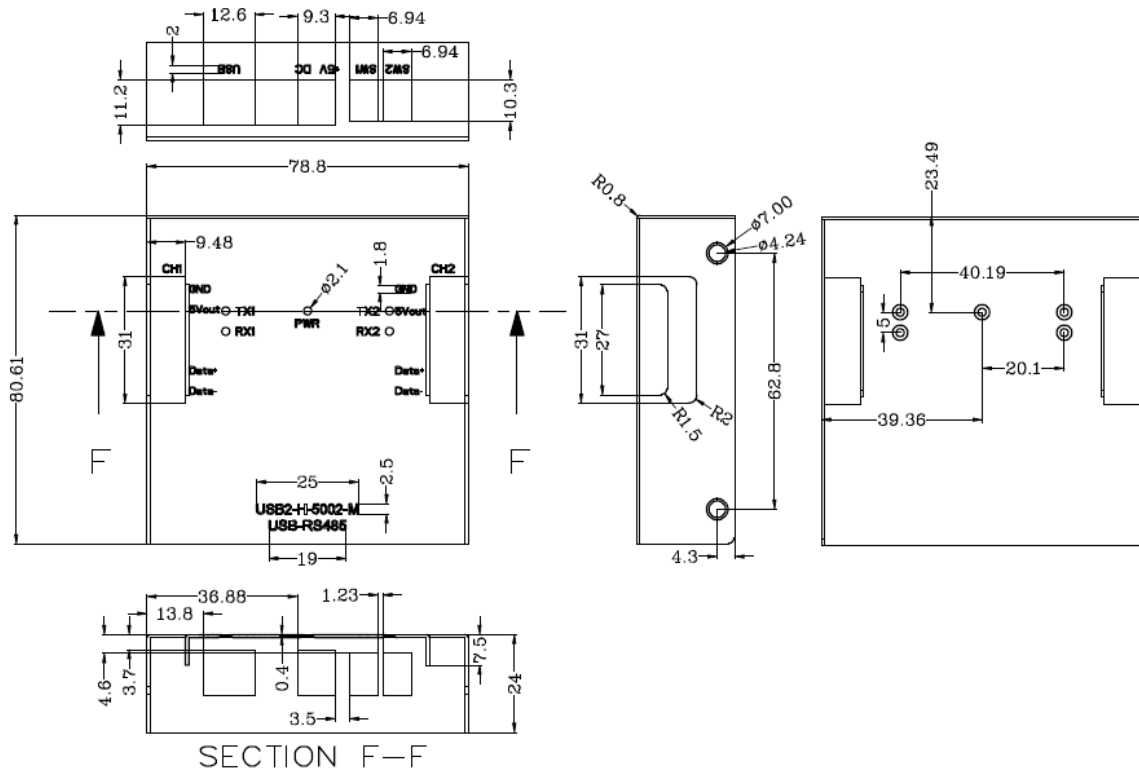 12.6
9.3
6.94
2
6.94
USB
+5V DC
SW1
SW2
11.2
10.3
78.8
23.49
R0.8
ø7.00
ø4.24
9.48
1.8
CH1
CH2
GND
ø2.1
GND
40.19
5Vout
TX1
PWR
TX2
5Vout
RX1
RX2
31
31
27
5
62.8
80.61
20.1
Data+
Data+
Data-
Data-
R2
R1.5
39.36
F
F
25
2.5
USB2-H-5002-M
USB-RS485
19
4.3
36.88
1.23
13.8
4.6
3.7
0.4
7.5
24
3.5
SECTION F-F